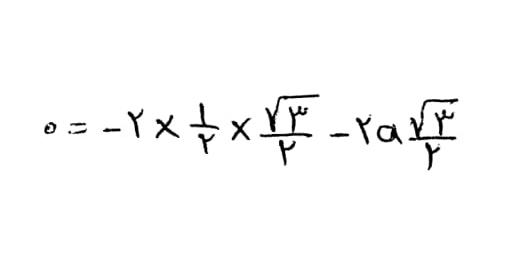 ۰ = -۲ × ۱/۲ × √۳/۲ - ۲a √۳/۲